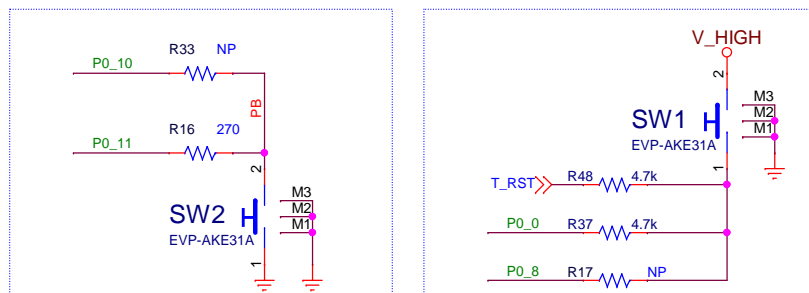 R33 NP
P0_10
PB
R16 270
P0_11
2
M3
SW2 M2
M1
EVP-AKE31A
1
V_HIGH
2
M3
SW1 M2
M1
EVP-AKE31A
1
T_RST R48 4.7k
P0_0 R37 4.7k
P0_8 R17 NP